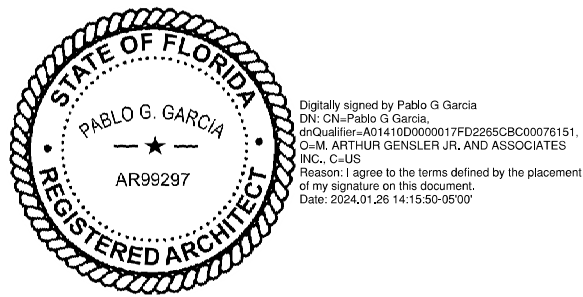 STATE OF FLORIDA
PABLO G. GARCIA
AR99297
REGISTERED ARCHITECT
Digitally signed by Pablo G Garcia
DN: CN=Pablo G Garcia,
dnQualifier=A01410D0000017FD2265CBC00076151,
O=M. ARTHUR GENSLER JR. AND ASSOCIATES
INC., C=US
Reason: I agree to the terms defined by the placement
of my signature on this document.
Date: 2024.01.26 14:15:50-05'00'